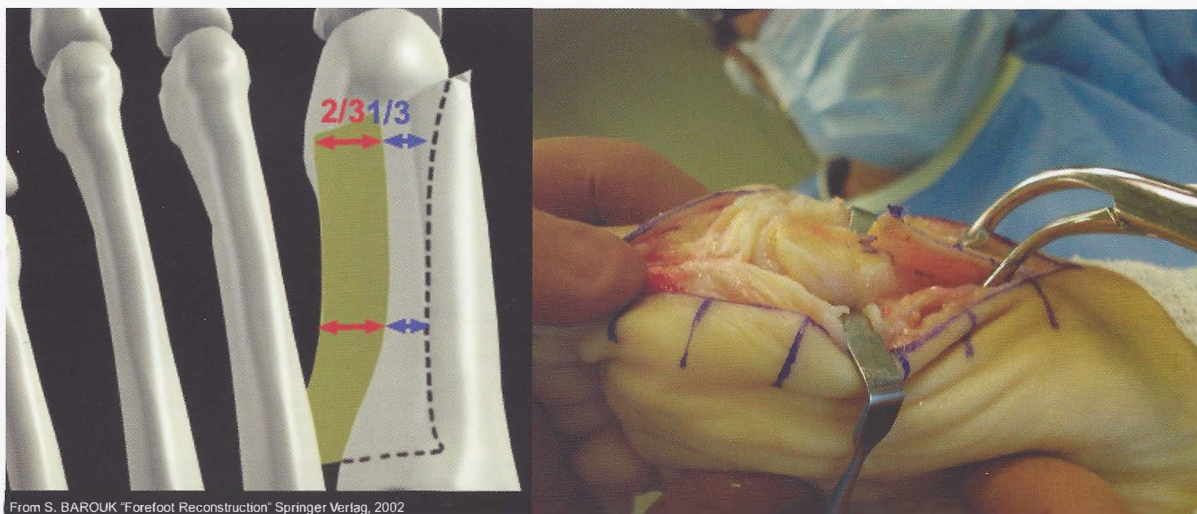 2/3 1/3
From S. BAROUK "Forefoot Reconstruction" Springer Verlag, 2002